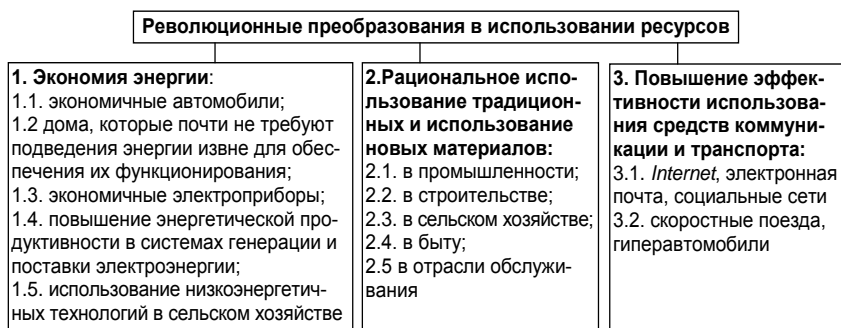 Революционные преобразования в использовании ресурсов
1. Экономия энергии:
1.1. экономичные автомобили;
1.2 дома, которые почти не требуют
подведения энергии извне для обес-
печения их функционирования;
1.3. экономичные электроприборы;
1.4. повышение энергетической про-
дуктивности в системах генерации и
поставки электроэнергии;
1.5. использование низкоэнергетич-
ных технологий в сельском хозяйстве
2.Рациональное испо-
льзование традицион-
ных и использование
новых материалов:
2.1. в промышленности;
2.2. в строительстве;
2.3. в сельском хозяйстве;
2.4. в быту;
2.5 в отрасли обслужи-
вания
3. Повышение эффек-
тивности использова-
ния средств коммуни-
кации и транспорта:
3.1. Internet, электронная
почта, социальные сети
3.2. скоростные поезда,
гиперавтомобили